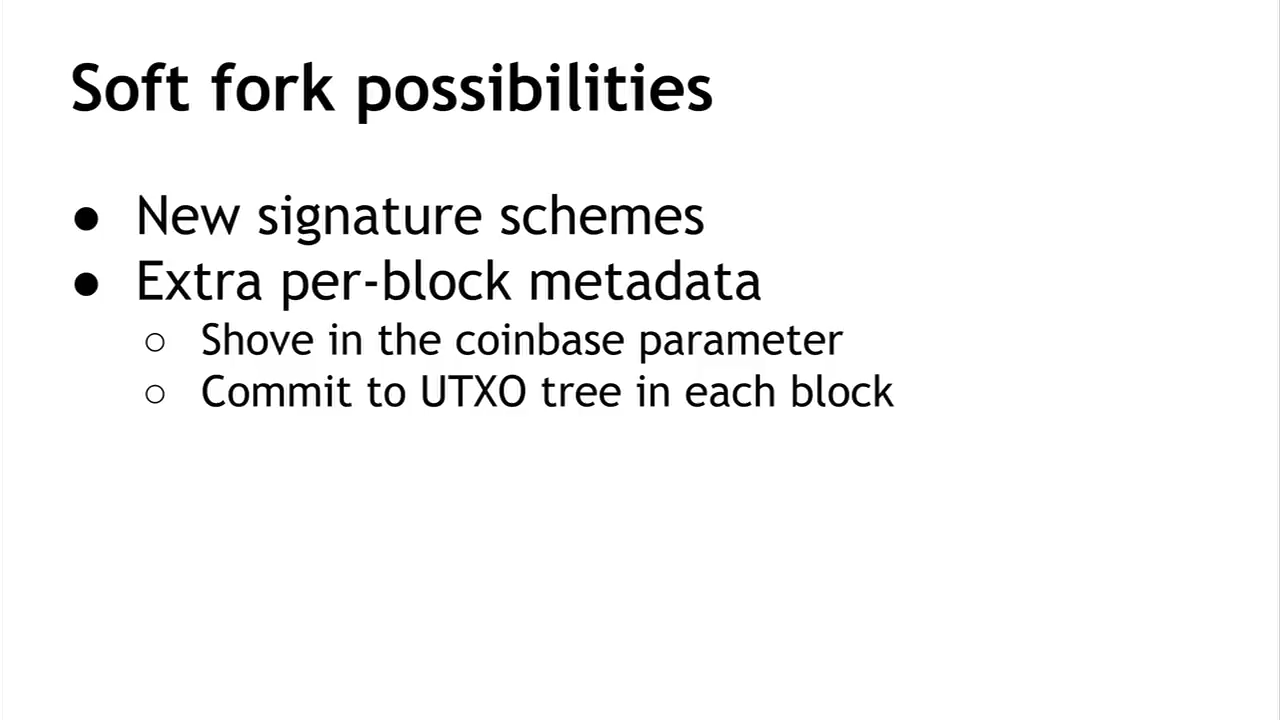 Soft fork possibilities
● New signature schemes
● Extra per-block metadata
○ Shove in the coinbase parameter
○ Commit to UTXO tree in each block